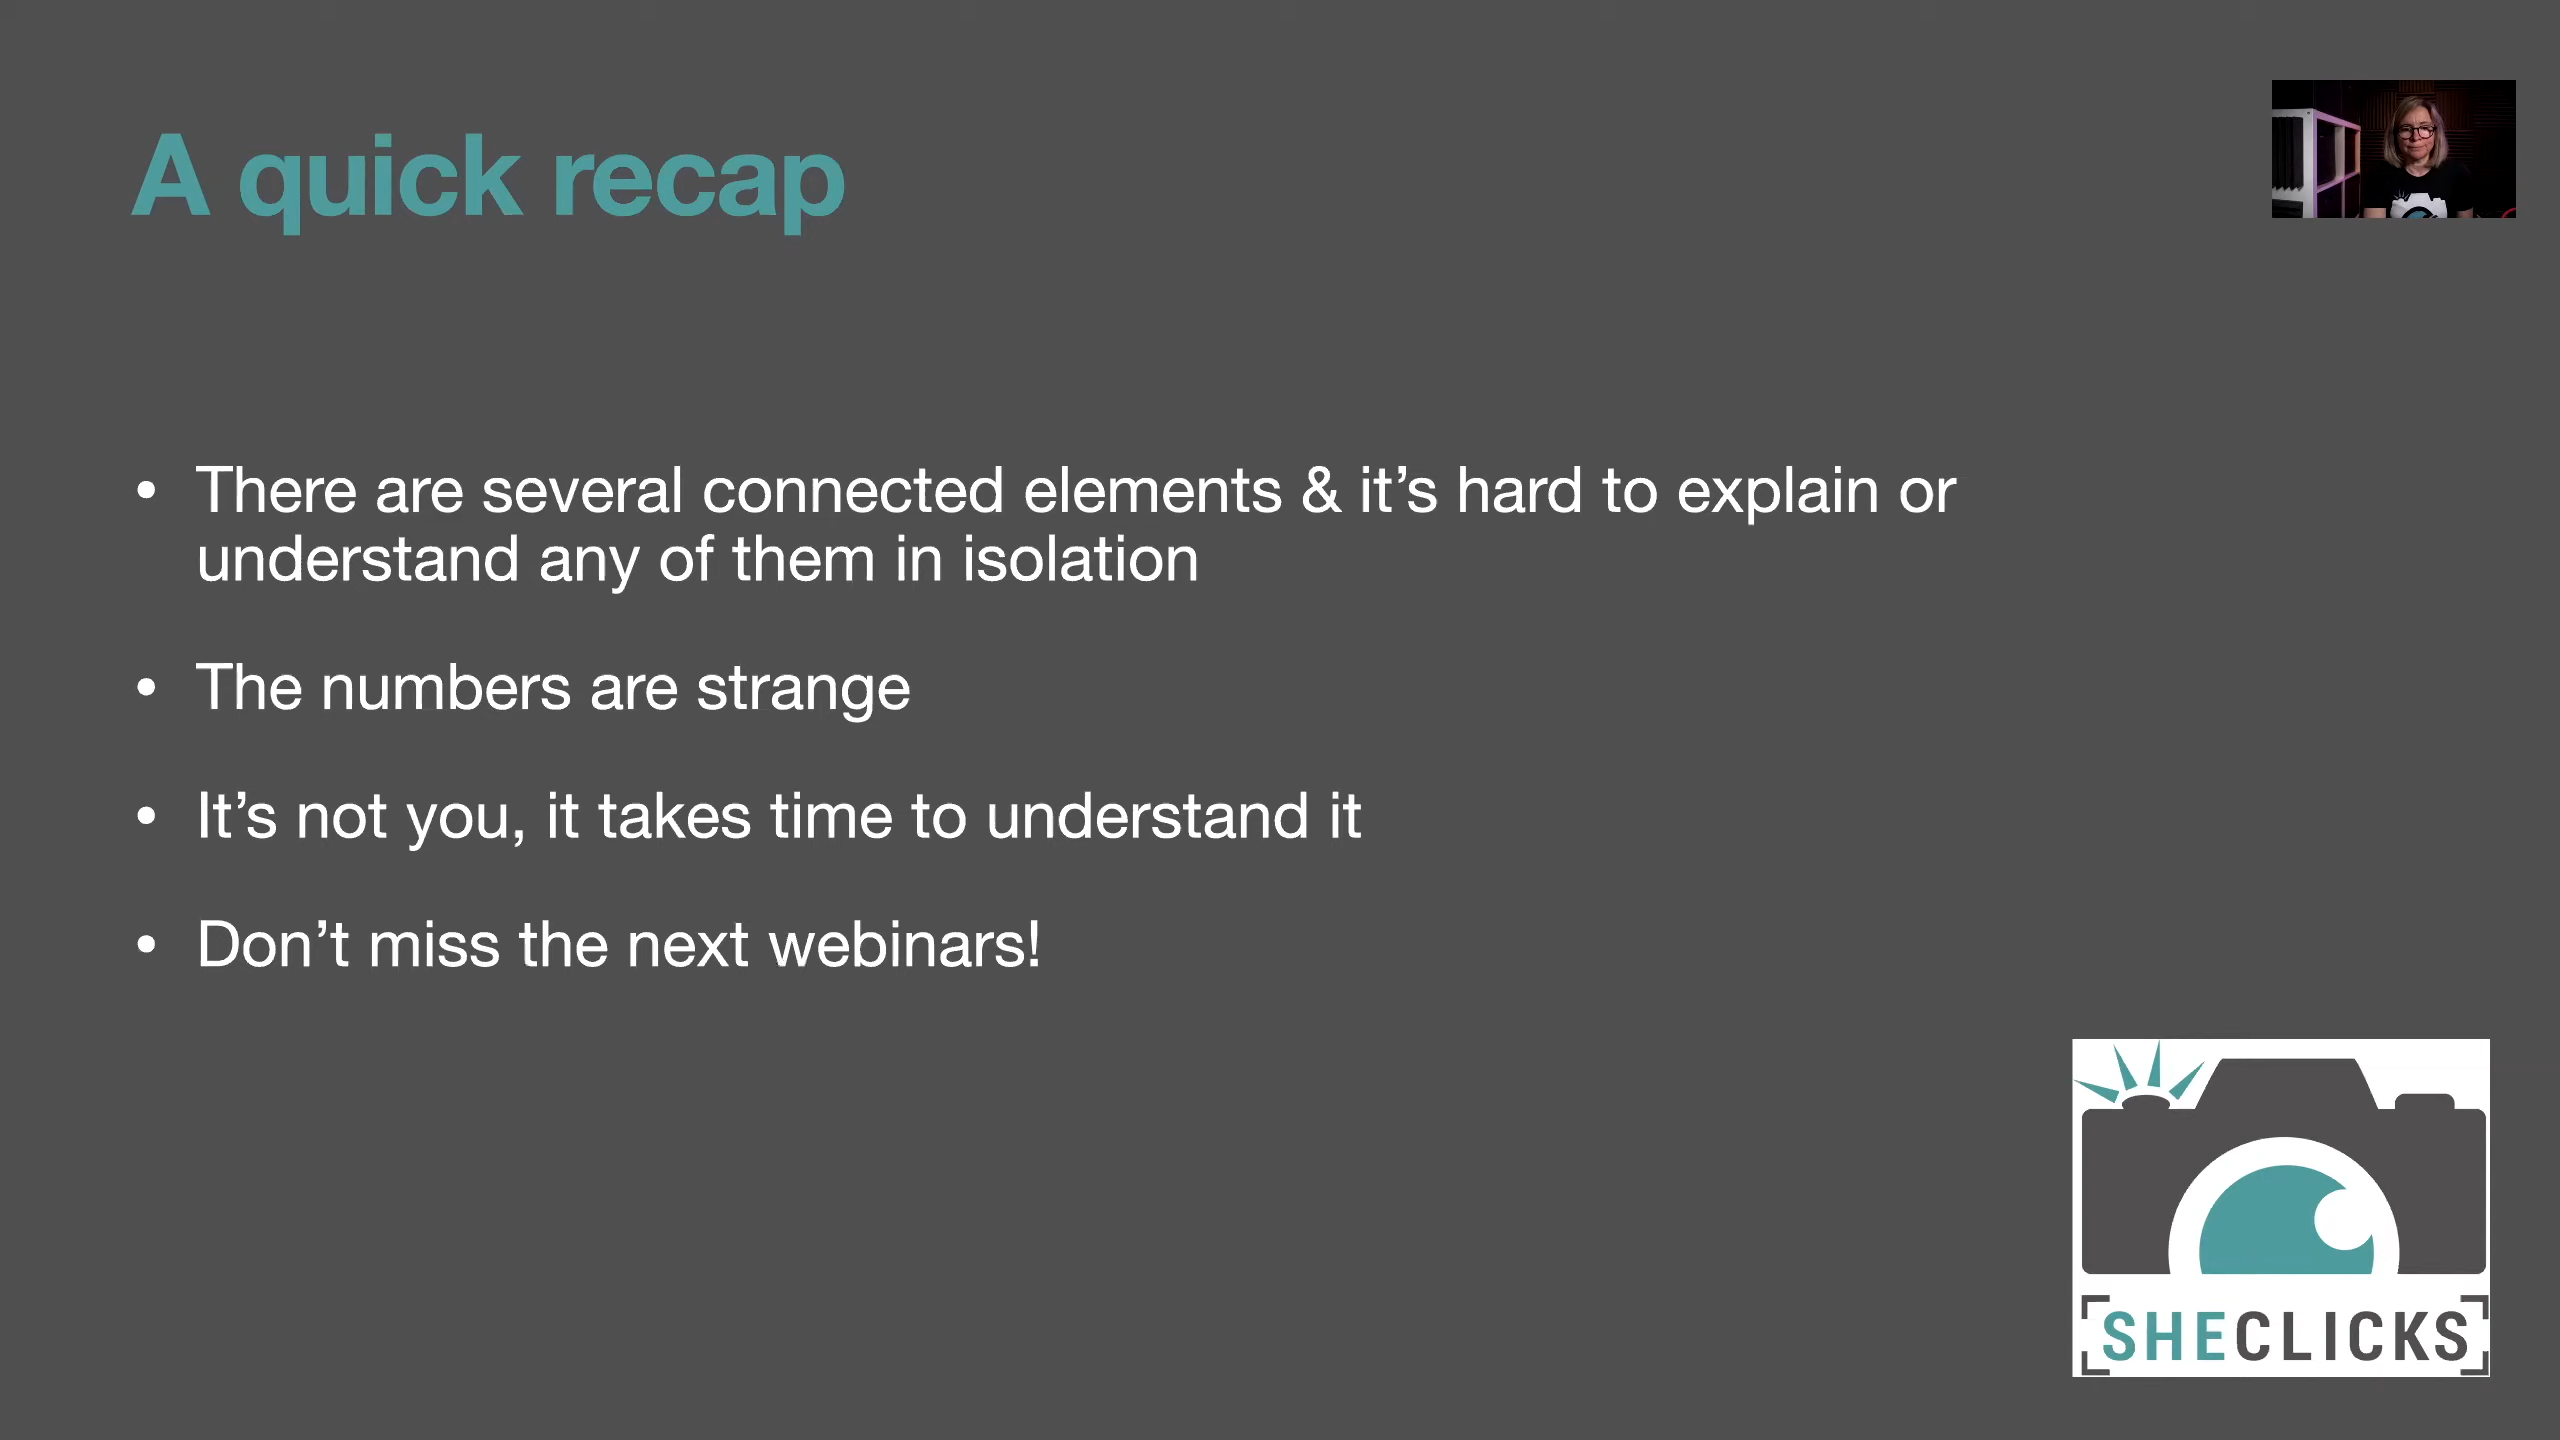 A quick recap
• There are several connected elements & it’s hard to explain or
understand any of them in isolation
• The numbers are strange
• It’s not you, it takes time to understand it
• Don’t miss the next webinars!
SHECLICKS